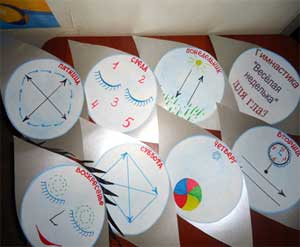 ПЯТНИЦА
СРЕДА
1
2
3
4
5
ПОНЕДЕЛЬНИК
Гимнастика
"Весёлая
неделька"
для глаз
ВОСКРЕСЕНЬЕ
СУББОТА
ЧЕТВЕРГ
ВТОРНИК